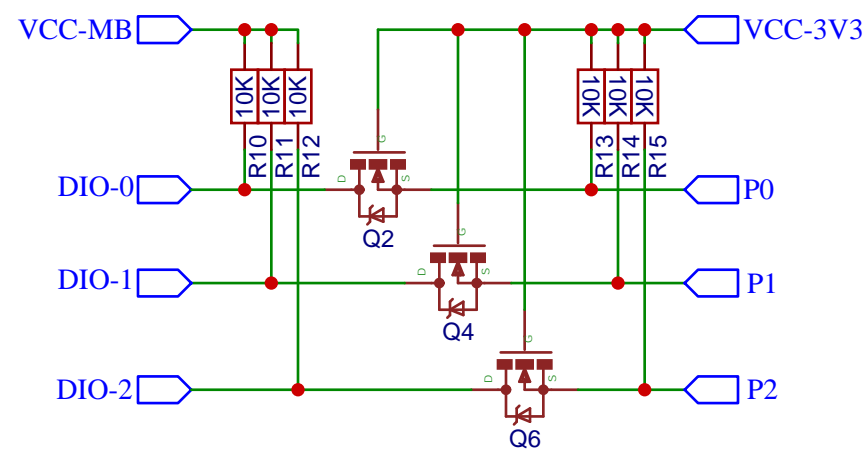 VCC-MB
VCC-3V3
10K
10K
10K
10K
10K
10K
R10
R11
R12
R13
R14
R15
G
DIO-0
D
S
P0
Q2
G
DIO-1
D
S
P1
Q4
G
DIO-2
D
S
P2
Q6